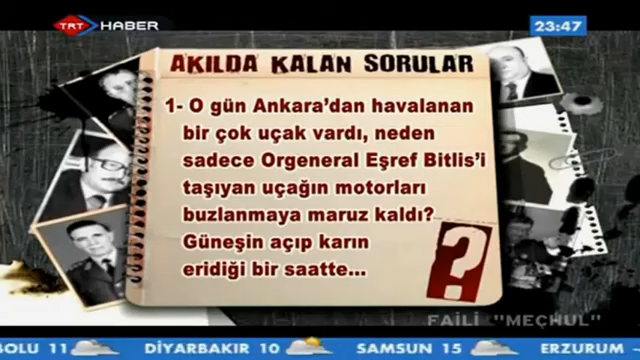 TRT HABER
23:47
AKILDA KALAN SORULAR
1- O gün Ankara’dan havalanan
bir çok uçak vardı, neden
sadece Orgeneral Eşref Bitlis’i
taşıyan uçağın motorları
buzlanmaya maruz kaldı?
Güneşin açıp karın
eridiği bir saatte...
?
FAİLİ "MEÇHUL"
BOLU 11 DİYARBAKIR 10 SAMSUN 15 ERZURUM -